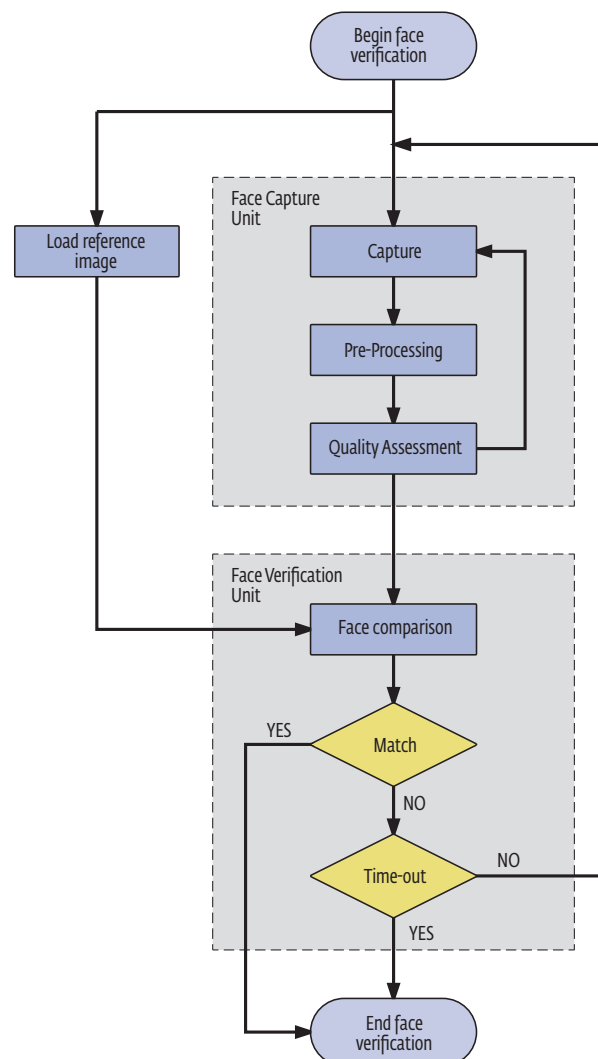 Begin face
verification
Face Capture
Unit
Load reference
image
Capture
Pre-Processing
Quality Assessment
Face Verification
Unit
Face comparison
YES
Match
NO
Time-out
NO
YES
End face
verification